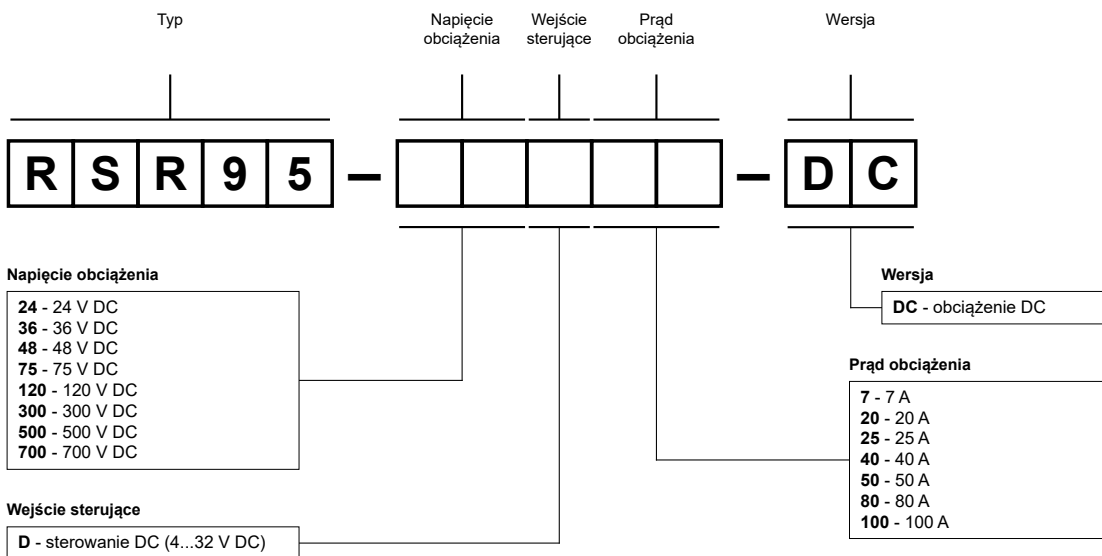 Typ
Napięcie obciążenia
Wejście sterujące
Prąd obciążenia
Wersja
RSR95 – – DC
Napięcie obciążenia
24 - 24 V DC
36 - 36 V DC
48 - 48 V DC
75 - 75 V DC
120 - 120 V DC
300 - 300 V DC
500 - 500 V DC
700 - 700 V DC
Wejście sterujące
D - sterowanie DC (4...32 V DC)
Wersja
DC - obciążenie DC
Prąd obciążenia
7 - 7 A
20 - 20 A
25 - 25 A
40 - 40 A
50 - 50 A
80 - 80 A
100 - 100 A